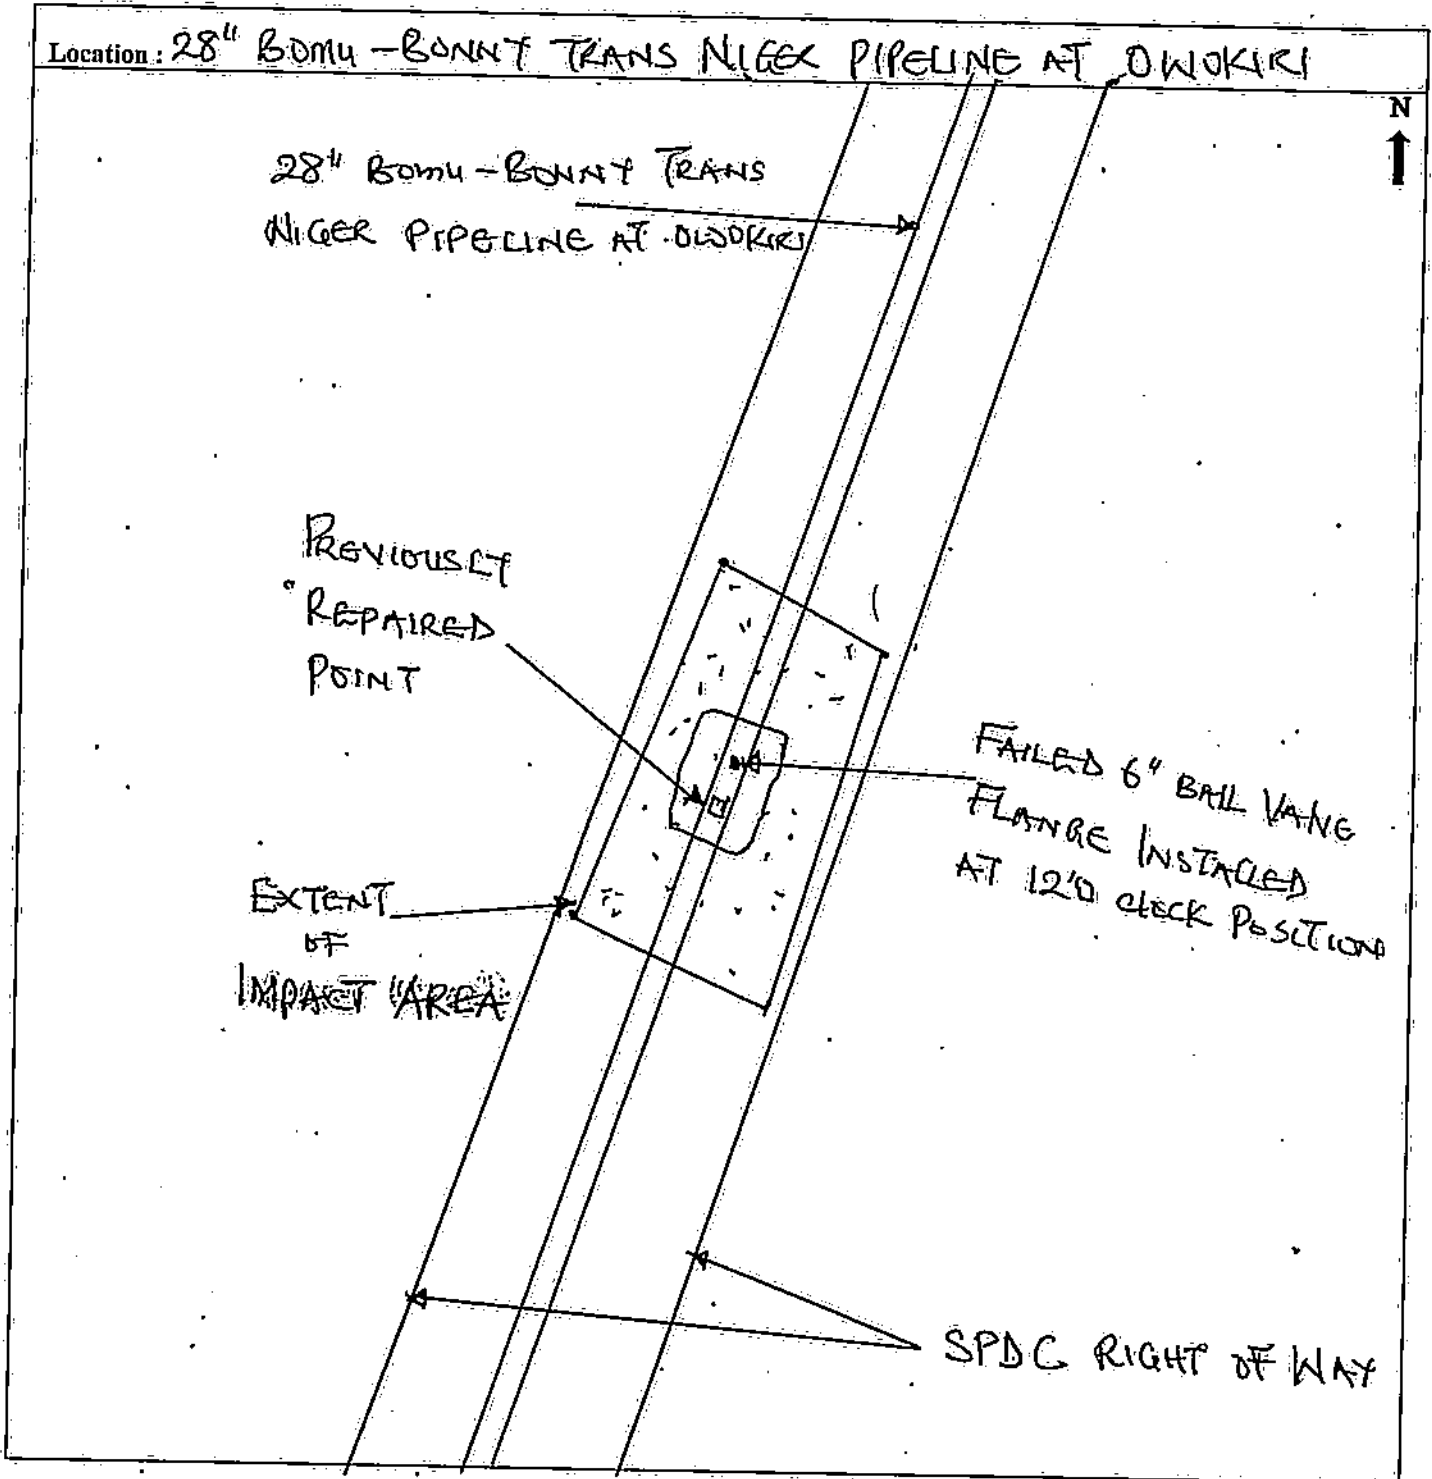 Location : 28" BOMU - BONNY TRANS NIGER PIPELINE AT OWOKIRI
N
28" BOMU - BONNY TRANS
NIGER PIPELINE AT OWOKIRI
PREVIOUSLY
REPAIRED
POINT
FAILED 6" BALL VALVE
FLANGE INSTALLED
AT 12'O CLOCK POSITION
EXTENT
OF
IMPACT AREA
SPDC RIGHT OF WAY